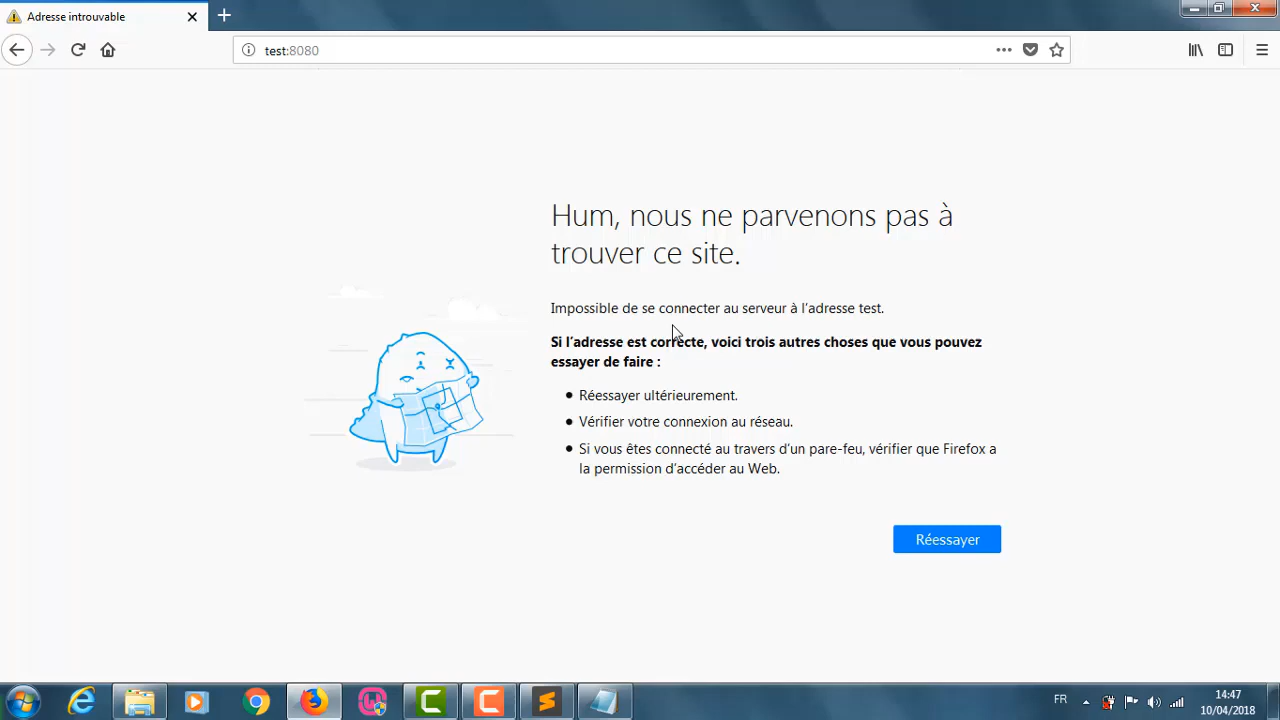 Adresse introuvable
test:8080
Hum, nous ne parvenons pas à
trouver ce site.
Impossible de se connecter au serveur à l'adresse test.
Si l'adresse est correcte, voici trois autres choses que vous pouvez
essayer de faire :
Réessayer ultérieurement.
Vérifier votre connexion au réseau.
Si vous êtes connecté au travers d'un pare-feu, vérifier que Firefox a
la permission d'accéder au Web.
Réessayer
FR
14:47
10/04/2018